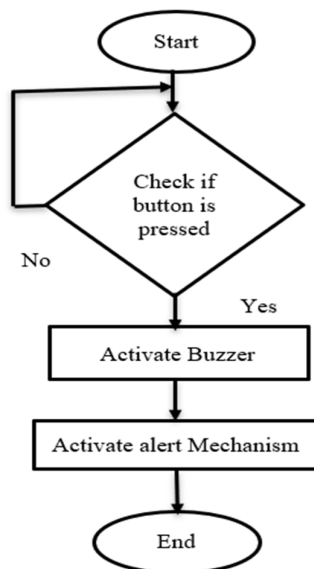 Start
Check if
button is
pressed
No
Yes
Activate Buzzer
Activate alert Mechanism
End